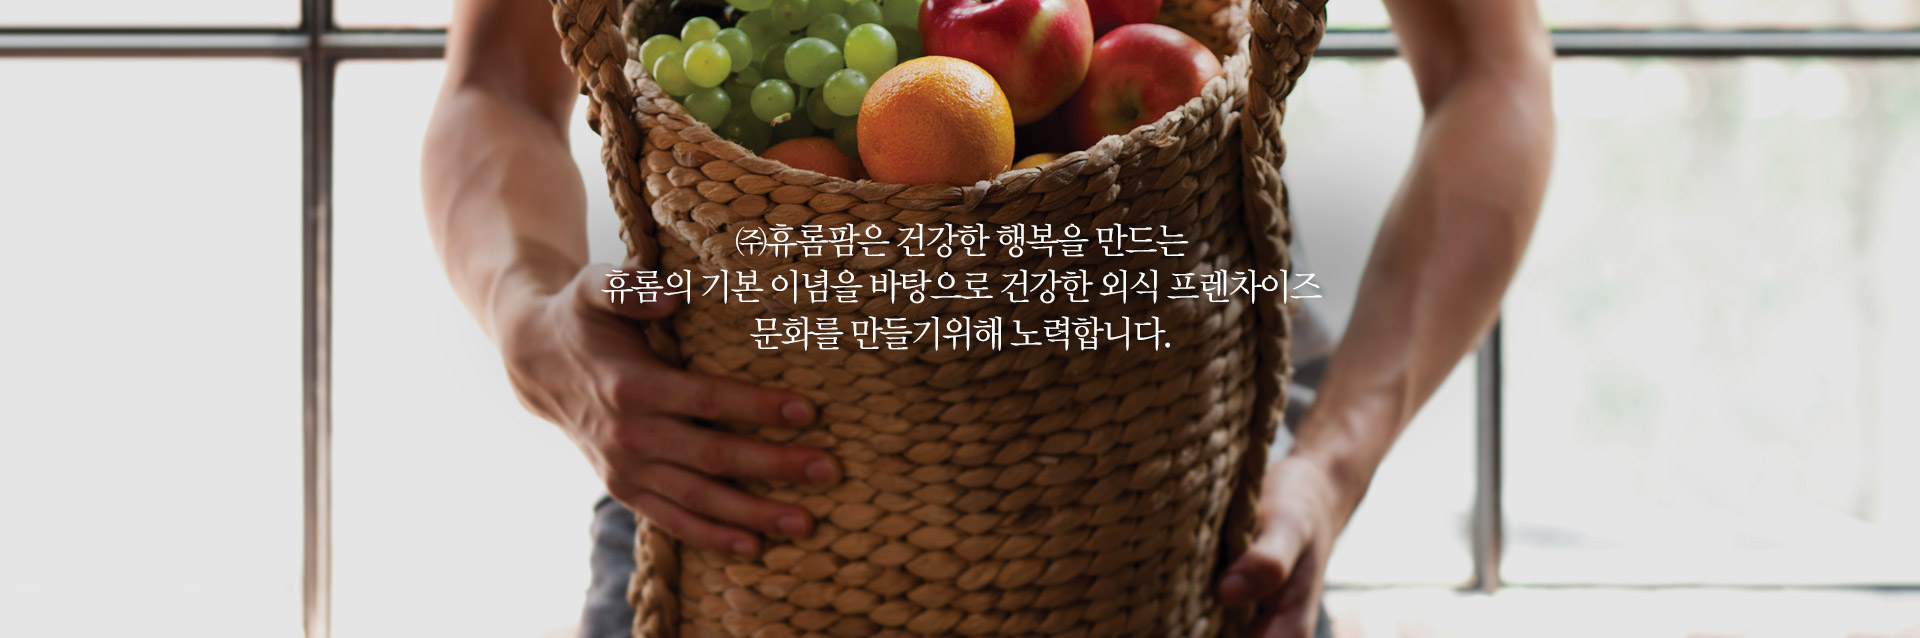 ㈜휴롬팜은 건강한 행복을 만드는
휴롬의 기본 이념을 바탕으로 건강한 외식 프렌차이즈
문화를 만들기위해 노력합니다.